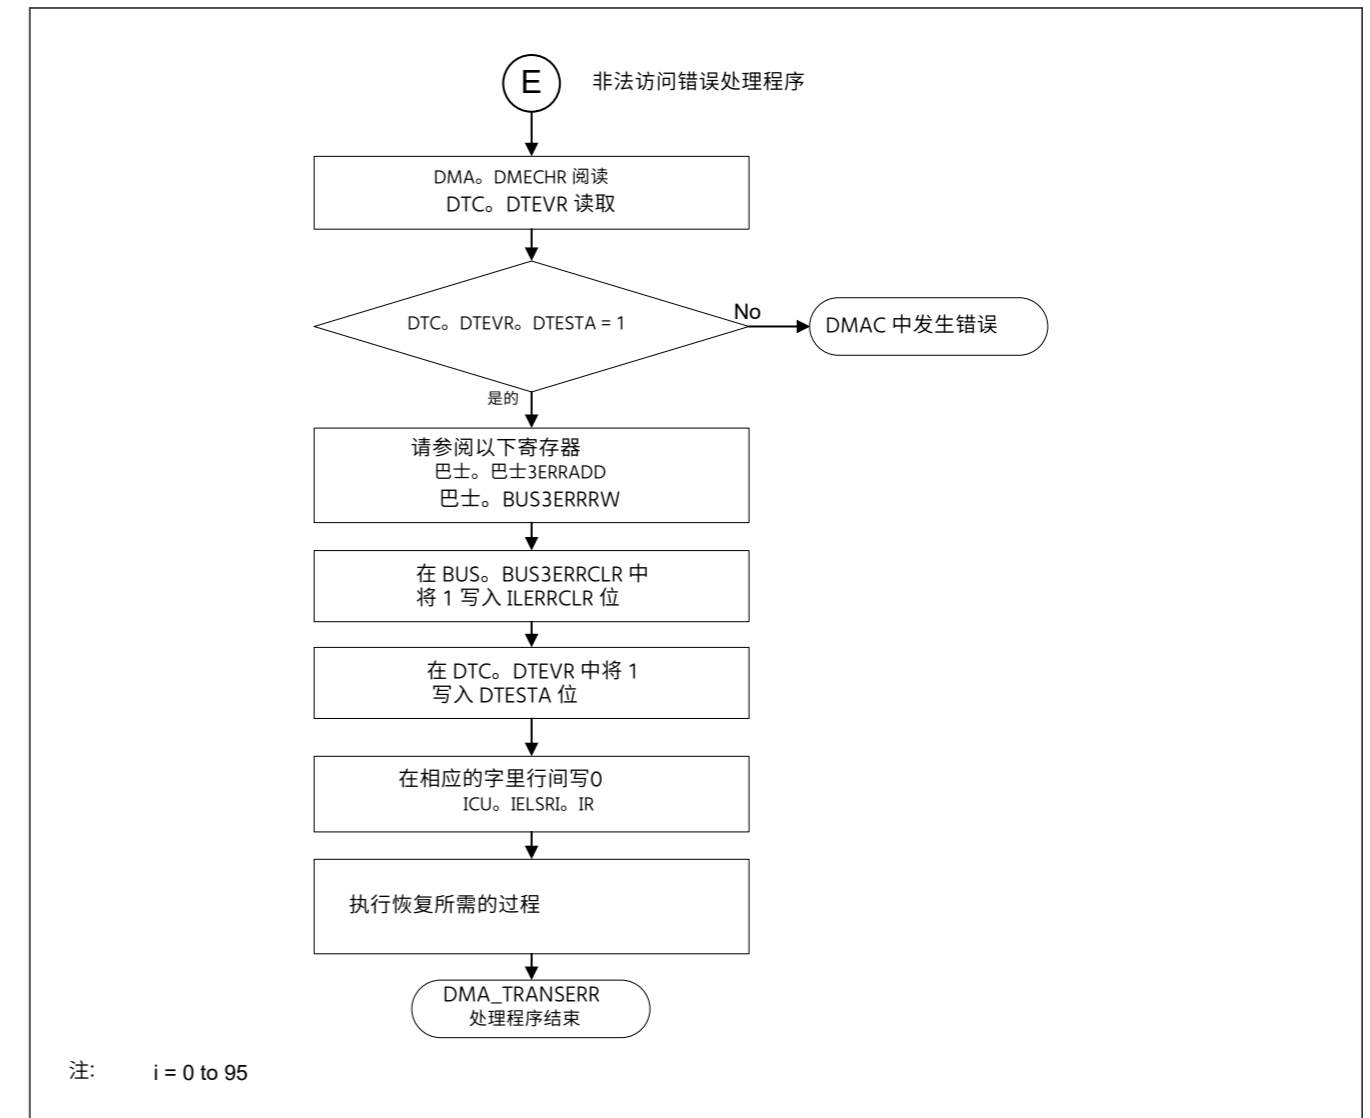 E
非法访问错误处理程序
DMA。DMECHR 阅读
DTC。DTEVR 读取
DTC。DTEVR。DTESTA = 1
No
DMAC 中发生错误
是的
请参阅以下寄存器
巴士。巴士3ERRADD
巴士。BUS3ERRRW
在 BUS。BUS3ERRCLR 中
将 1 写入 ILERRCLR 位
在 DTC。DTEVR 中将 1
写入 DTESTA 位
在相应的字里行间写0
ICU。IELSRI。IR
执行恢复所需的过程
DMA_TRANSERR
处理程序结束
注: i = 0 to 95